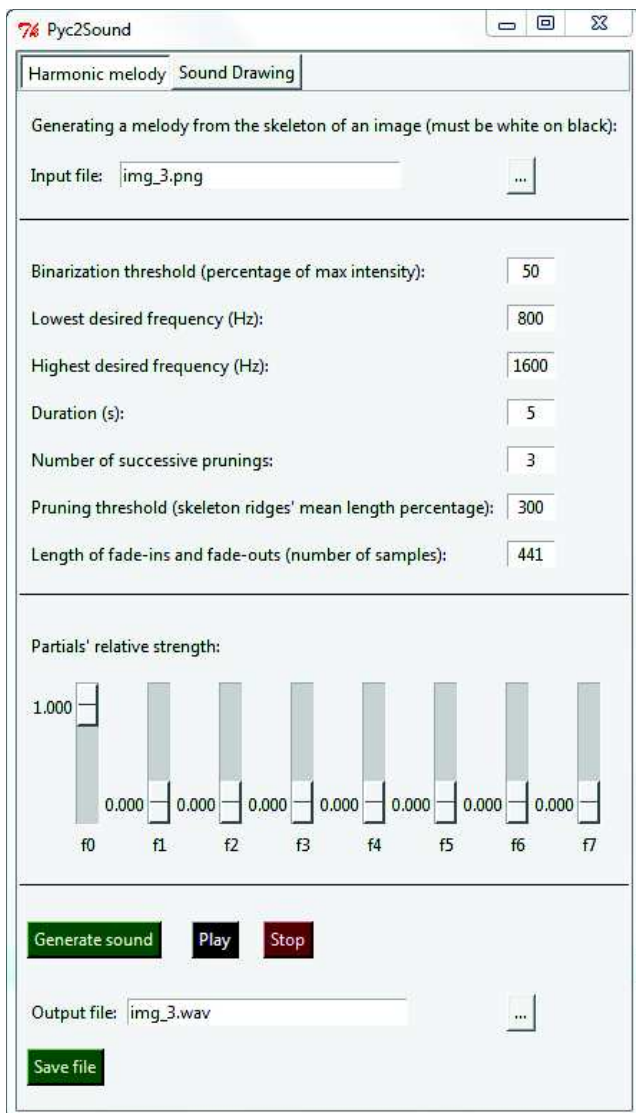 Pyc2Sound
Harmonic melody Sound Drawing
Generating a melody from the skeleton of an image (must be white on black):
Input file: img_3.png ...
Binarization threshold (percentage of max intensity): 50
Lowest desired frequency (Hz): 800
Highest desired frequency (Hz): 1600
Duration (s): 5
Number of successive prunings: 3
Pruning threshold (skeleton ridges' mean length percentage): 300
Length of fade-ins and fade-outs (number of samples): 441
Partials' relative strength:
1.000
0.000 0.000 0.000 0.000 0.000 0.000 0.000
f0 f1 f2 f3 f4 f5 f6 f7
Generate sound Play Stop
Output file: img_3.wav ...
Save file